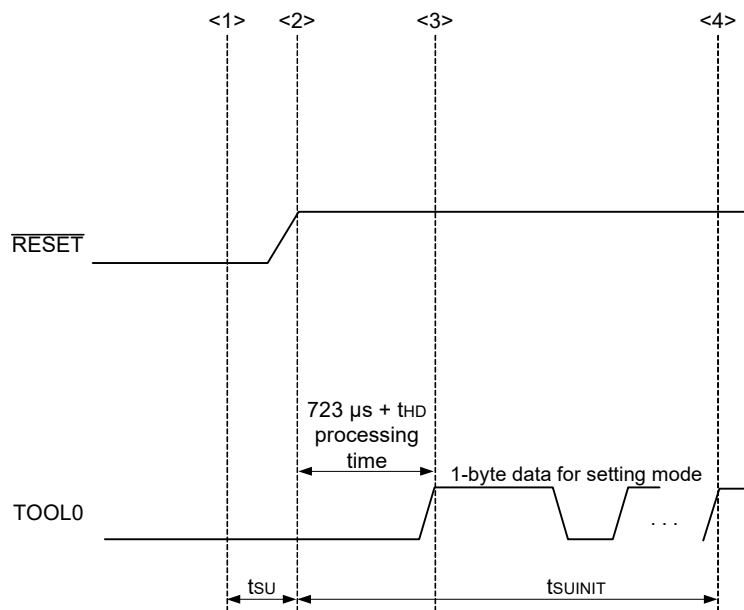 <1> <2> <3> <4>
RESET
723 µs + tHD
processing
time
1-byte data for setting mode
TOOL0
. . .
tSU tSUINIT